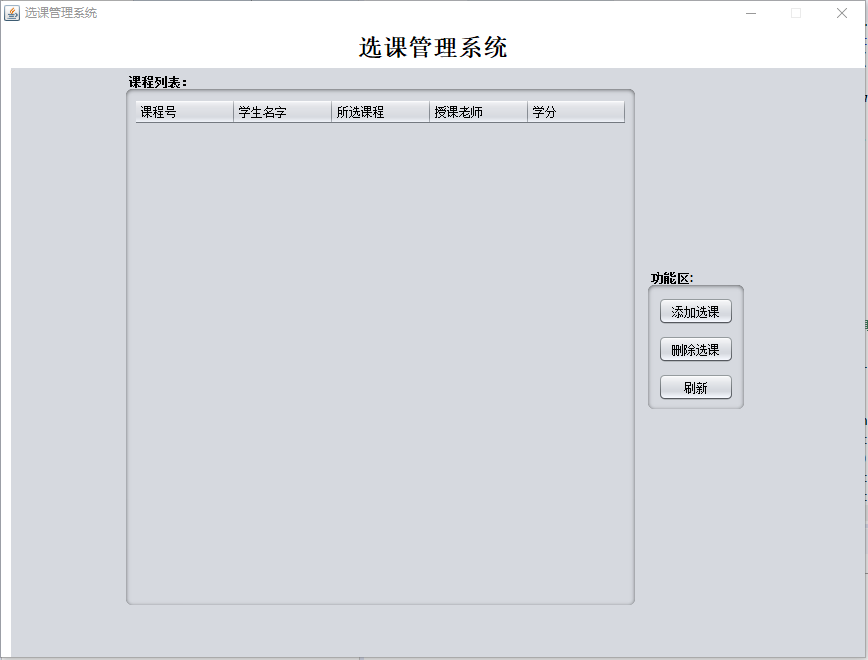 选课管理系统
选课管理系统
课程列表：
课程号 学生名字 所选课程 授课老师 学分
功能区:
添加选课
删除选课
刷新